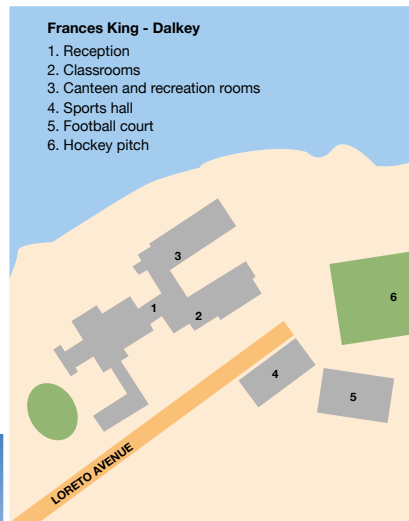 Frances King - Dalkey
1. Reception
2. Classrooms
3. Canteen and recreation rooms
4. Sports hall
5. Football court
6. Hockey pitch
3
6
1
2
4
5
LORETO AVENUE